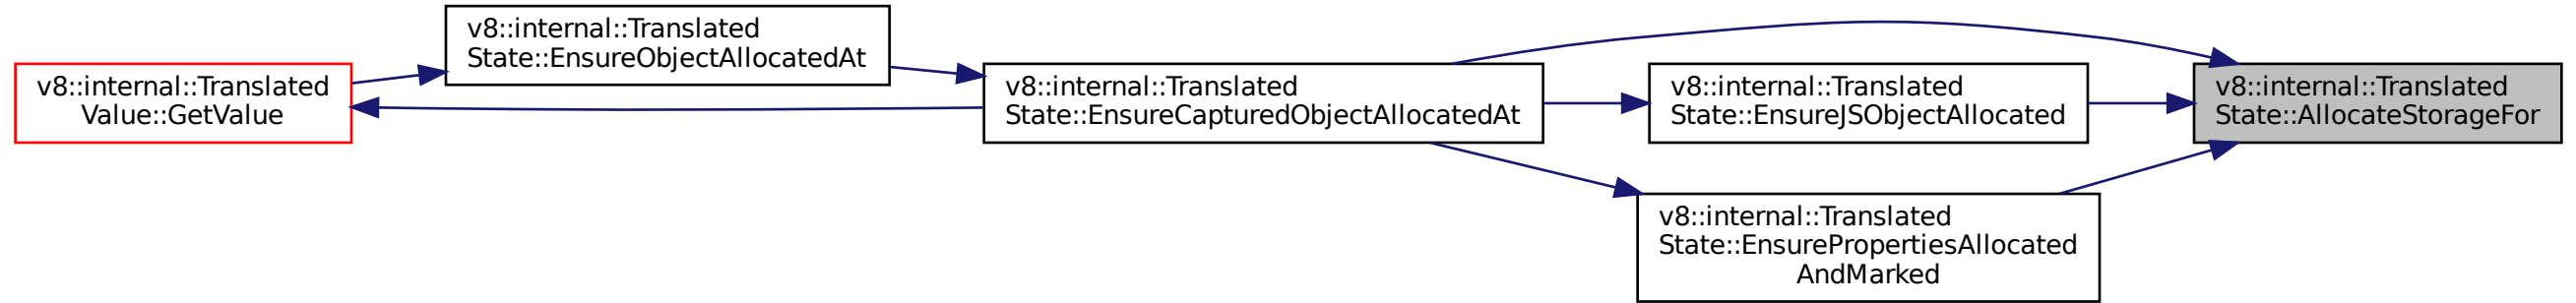 v8::internal::Translated
Value::GetValue
v8::internal::Translated
State::EnsureObjectAllocatedAt
v8::internal::Translated
State::EnsureCapturedObjectAllocatedAt
v8::internal::Translated
State::EnsureJSObjectAllocated
v8::internal::Translated
State::EnsurePropertiesAllocated
AndMarked
v8::internal::Translated
State::AllocateStorageFor